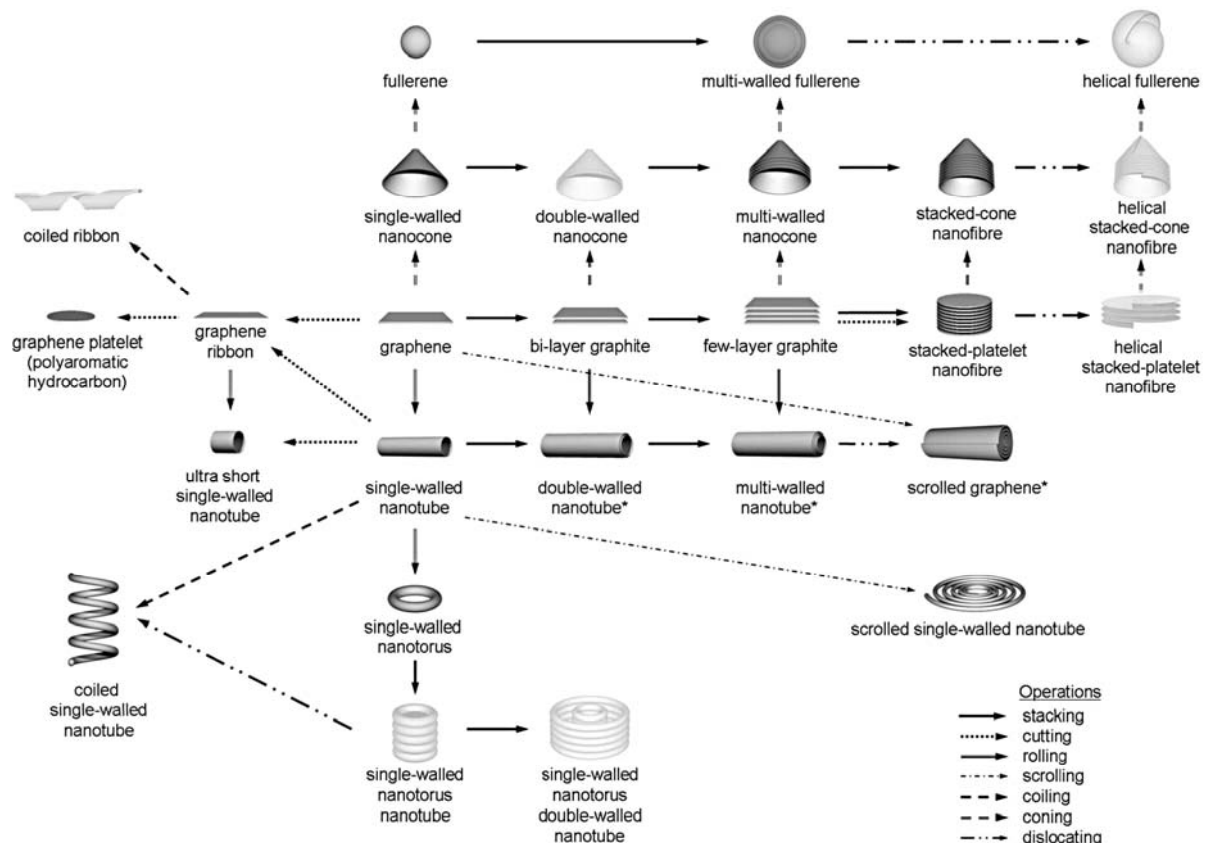 fullerene
multi-walled fullerene
helical fullerene
single-walled
nanocone
double-walled
nanocone
multi-walled
nanocone
stacked-cone
nanofibre
helical
stacked-cone
nanofibre
coiled ribbon
graphene platelet
(polyaromatic
hydrocarbon)
graphene
ribbon
graphene
bi-layer graphite
few-layer graphite
stacked-platelet
nanofibre
helical
stacked-platelet
nanofibre
ultra short
single-walled
nanotube
single-walled
nanotube
double-walled
nanotube*
multi-walled
nanotube*
scrolled graphene*
coiled
single-walled
nanotube
single-walled
nanotorus
scrolled single-walled nanotube
single-walled
nanotorus
nanotube
single-walled
nanotorus
double-walled
nanotube
Operations
stacking
cutting
rolling
scrolling
coiling
coning
dislocating